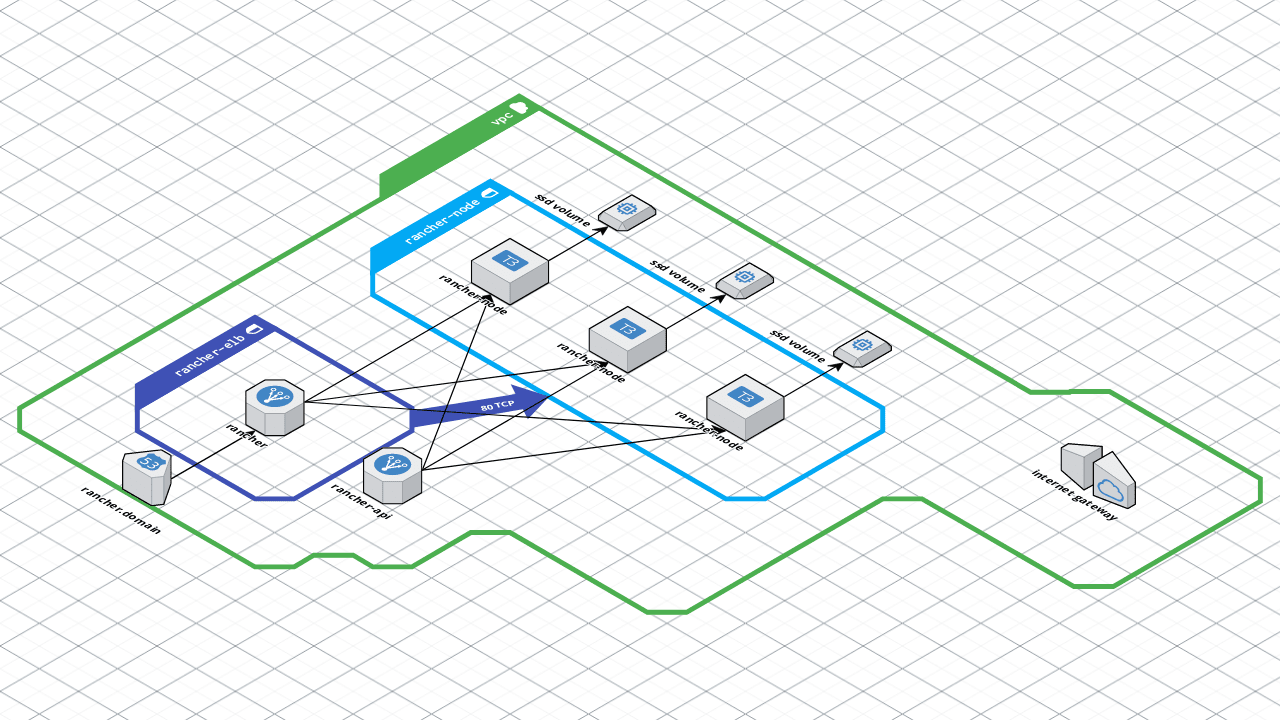 vpc
rancher-node
ssd volume
T3
rancher-node
ssd volume
T3
rancher-node
ssd volume
T3
rancher-node
rancher-elb
rancher
80 TCP
53
rancher.domain
rancher-api
internet gateway